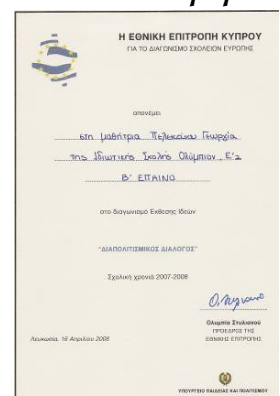 Η ΕΘΝΙΚΗ ΕΠΙΤΡΟΠΗ ΚΥΠΡΟΥ
ΓΙΑ ΤΟ ΔΙΑΓΩΝΙΣΜΟ ΣΧΟΛΕΙΩΝ ΕΥΡΩΠΗΣ
απονέμει
στη μαθήτρια Πελεκάνου Γεωργία
της Ιδιωτικής Σχολής Ολύμπιον, Ε'2
Β' ΕΠΑΙΝΟ
στο διαγωνισμό Έκθεσης Ιδεών
"ΔΙΑΠΟΛΙΤΙΣΜΙΚΟΣ ΔΙΑΛΟΓΟΣ"
Σχολική χρονιά 2007-2008
Ολυμπία Στυλιανού
ΠΡΟΕΔΡΟΣ ΤΗΣ
ΕΘΝΙΚΗΣ ΕΠΙΤΡΟΠΗΣ
Λευκωσία, 16 Απριλίου 2008
ΥΠΟΥΡΓΕΙΟ ΠΑΙΔΕΙΑΣ ΚΑΙ ΠΟΛΙΤΙΣΜΟΥ